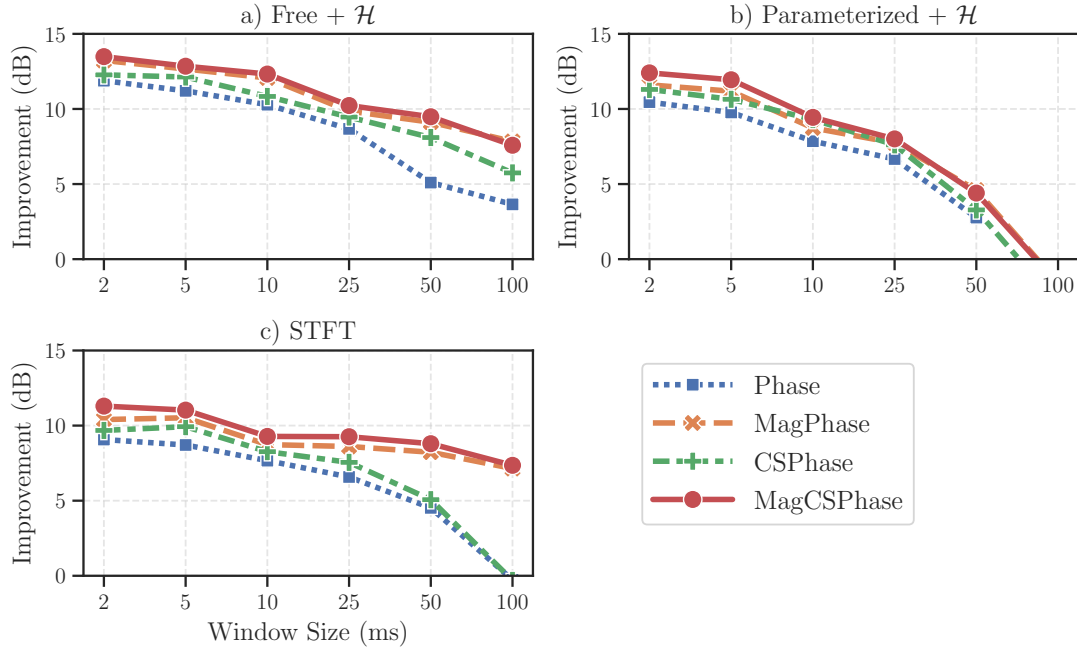 a) Free + ℋ
Improvement (dB)
15
10
5
0
2 5 10 25 50 100
b) Parameterized + ℋ
Improvement (dB)
15
10
5
0
2 5 10 25 50 100
c) STFT
Improvement (dB)
15
10
5
0
2 5 10 25 50 100
Window Size (ms)
Phase
MagPhase
CSPhase
MagCSPhase